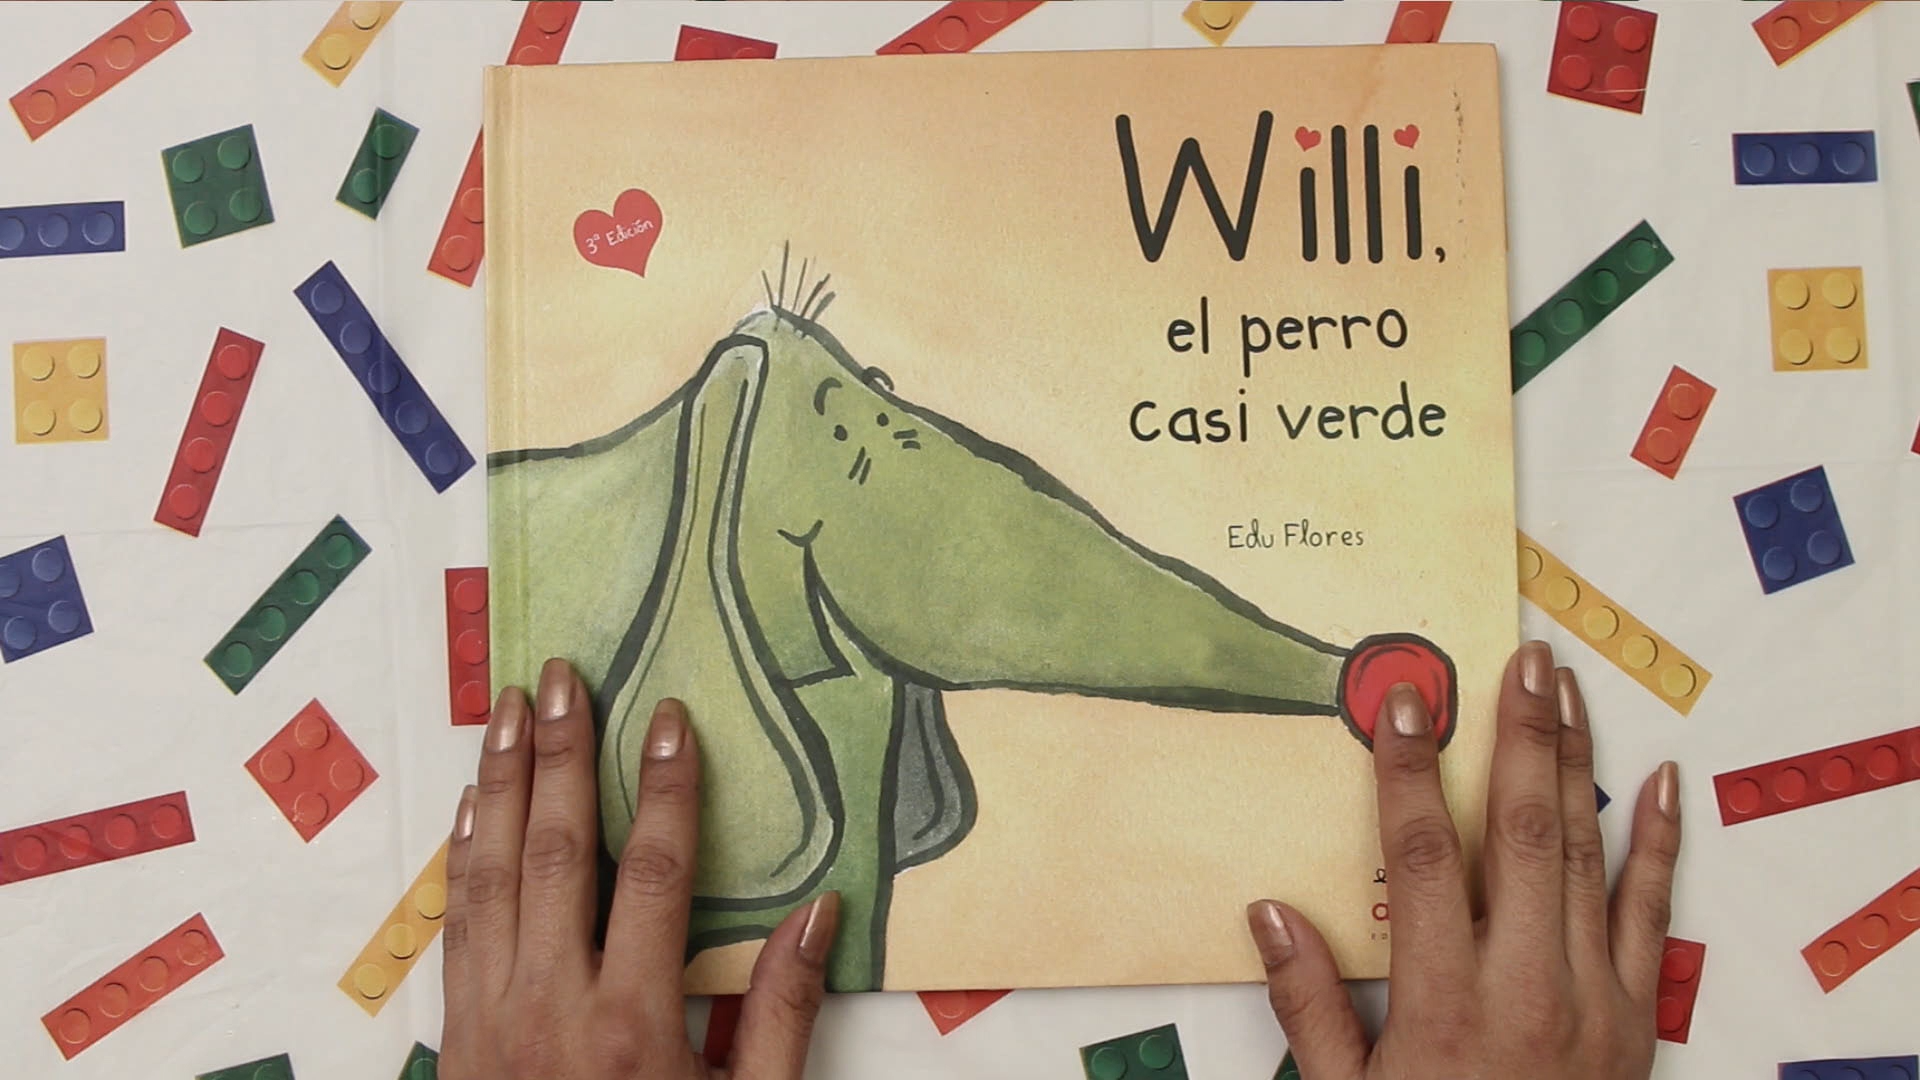 3ª Edición
Willi,
el perro
casi verde
Edu Flores